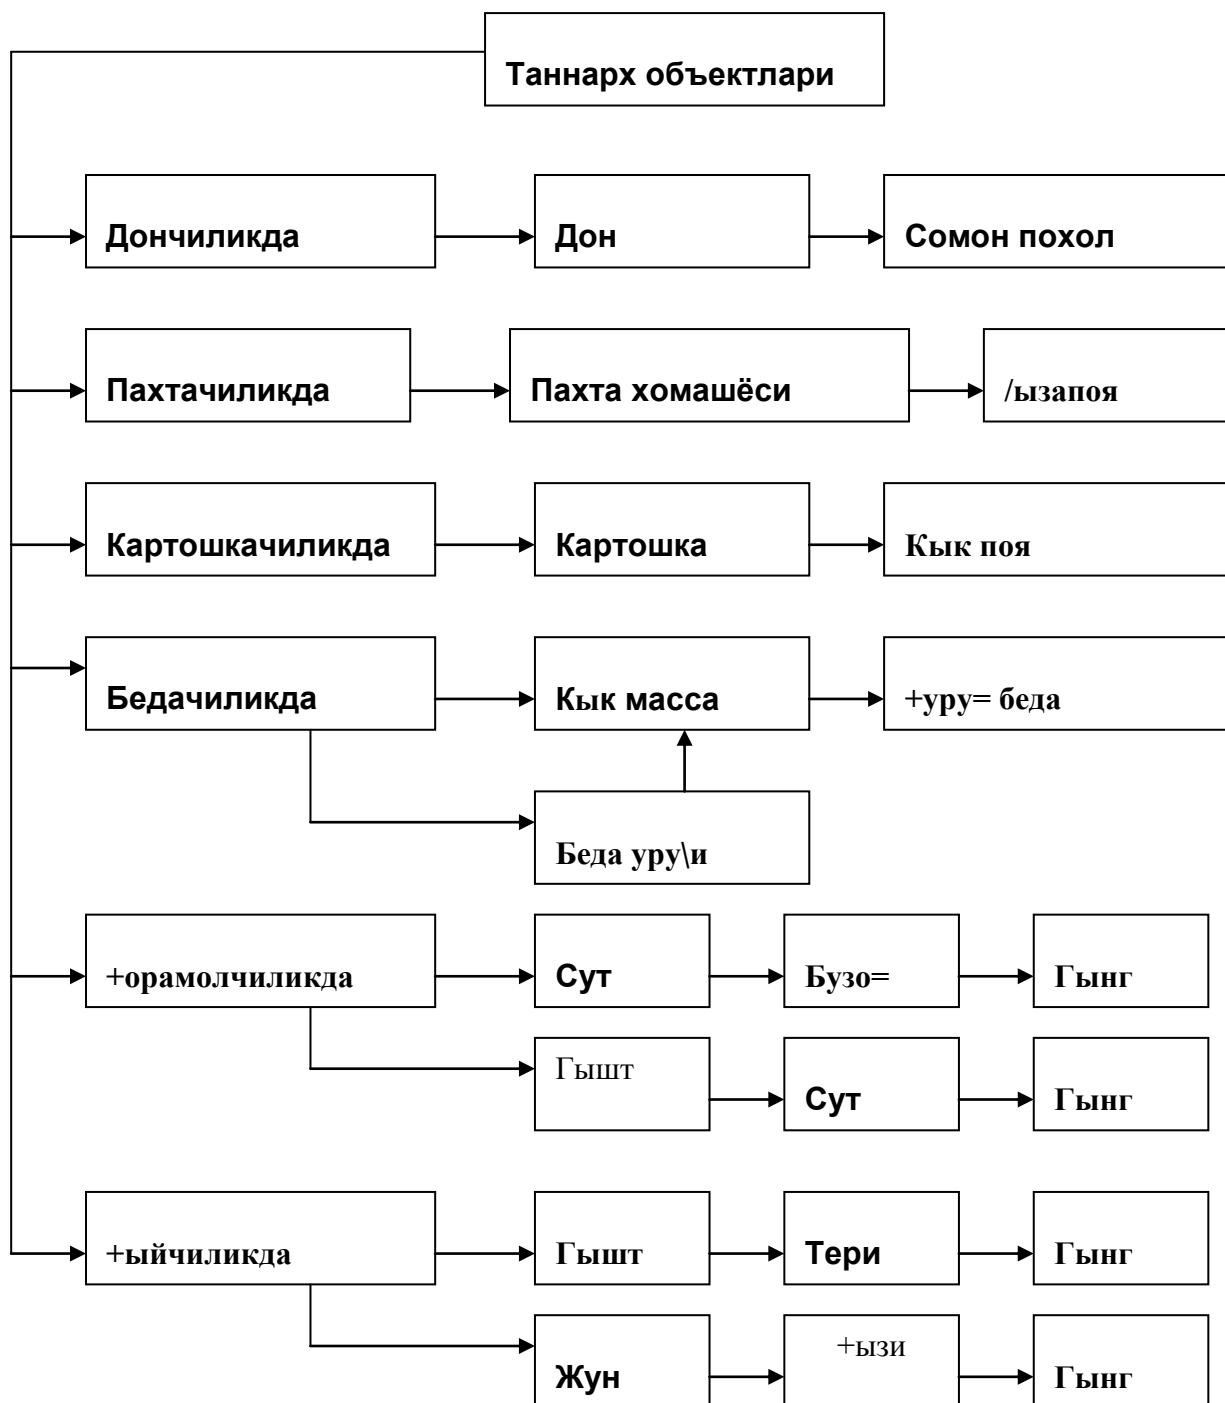 Таннарх объектлари
Дончиликда
Дон
Сомон похол
Пахтачиликда
Пахта хомашёси
/ызапоя
Картошкачиликда
Картошка
Кык поя
Бедачиликда
Кык масса
+уру= беда
Беда уру\и
+орамолчиликда
Сут
Бузо=
Гынг
Гышт
Сут
Гынг
+ыйчиликда
Гышт
Тери
Гынг
Жун
+ызи
Гынг